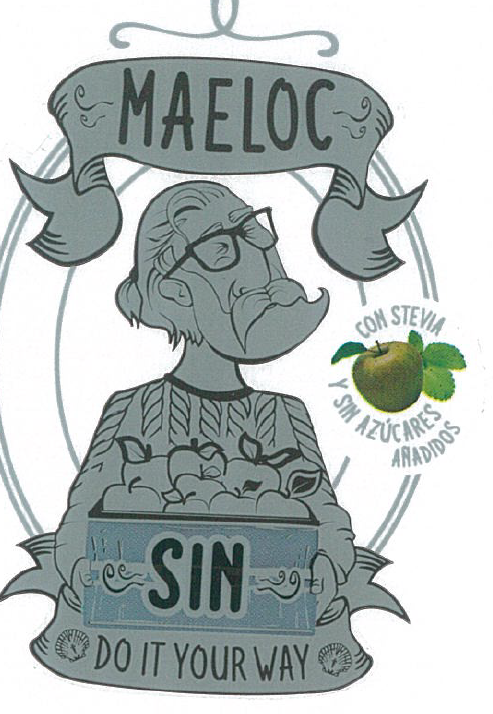 MAELOC
CON STEVIA
Y SIN AZÚCARES
AÑADIDOS
SIN
DO IT YOUR WAY